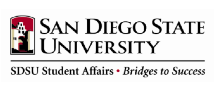 SAN DIEGO STATE
UNIVERSITY
SDSU Student Affairs • Bridges to Success